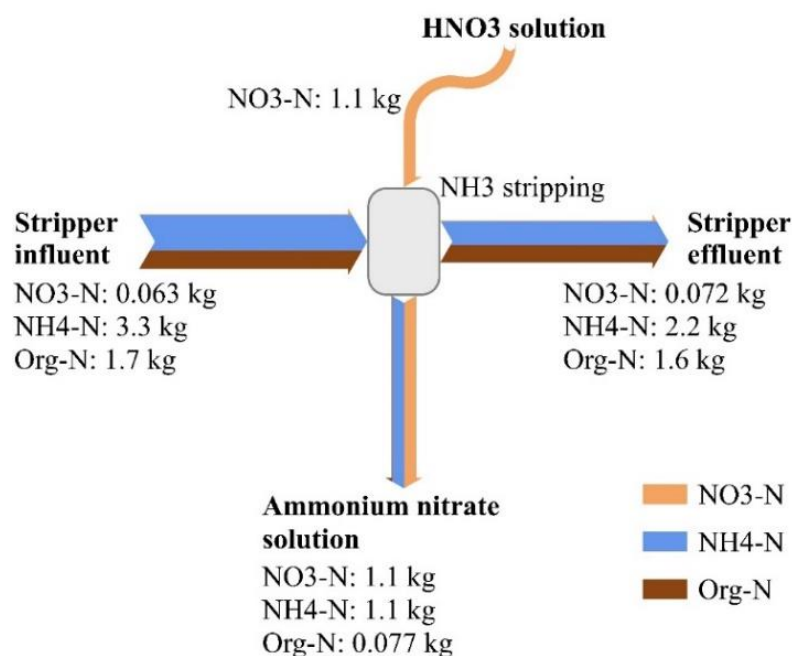 HNO3 solution
NO3-N: 1.1 kg
NH3 stripping
Stripper
influent
NO3-N: 0.063 kg
NH4-N: 3.3 kg
Org-N: 1.7 kg
Stripper
effluent
NO3-N: 0.072 kg
NH4-N: 2.2 kg
Org-N: 1.6 kg
Ammonium nitrate
solution
NO3-N: 1.1 kg
NH4-N: 1.1 kg
Org-N: 0.077 kg
NO3-N
NH4-N
Org-N